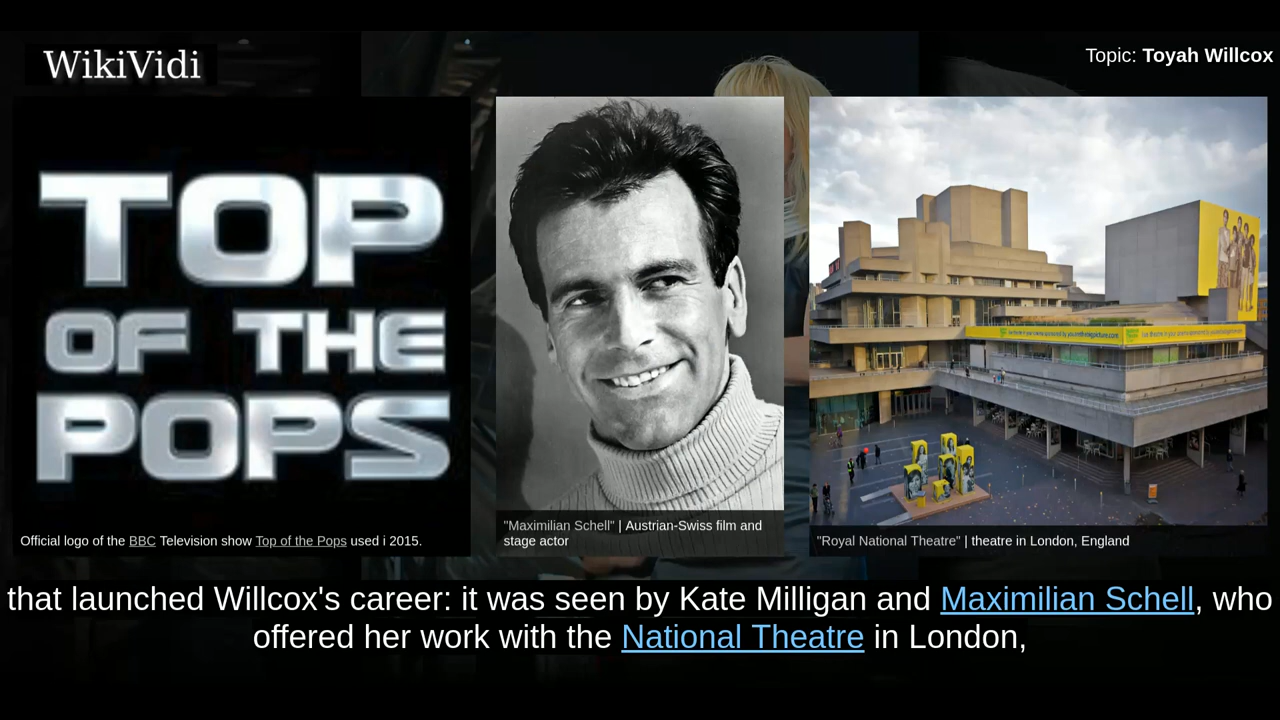 WikiVidi
Topic: Toyah Willcox
TOP
OF THE
POPS
Official logo of the BBC Television show Top of the Pops used i 2015.
"Maximilian Schell" | Austrian-Swiss film and
stage actor
"Royal National Theatre" | theatre in London, England
that launched Willcox's career: it was seen by Kate Milligan and Maximilian Schell, who
offered her work with the National Theatre in London,